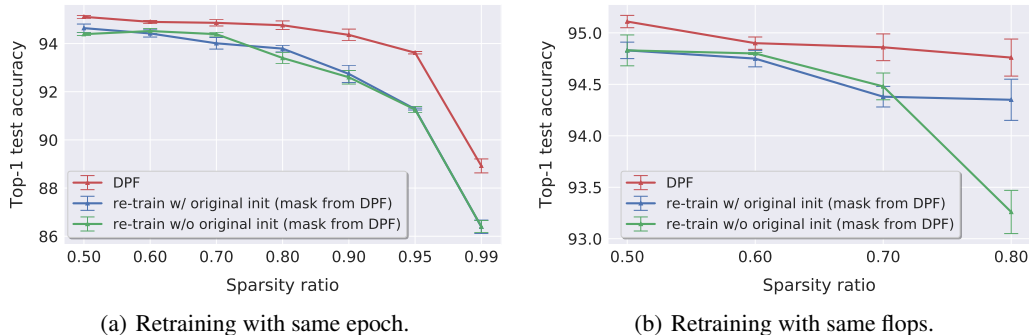 Top-1 test accuracy
94
92
90
88
86
DPF
re-train w/ original init (mask from DPF)
re-train w/o original init (mask from DPF)
0.50 0.60 0.70 0.80 0.90 0.95 0.99
Sparsity ratio
(a) Retraining with same epoch.
Top-1 test accuracy
95.0
94.5
94.0
93.5
93.0
DPF
re-train w/ original init (mask from DPF)
re-train w/o original init (mask from DPF)
0.50 0.60 0.70 0.80
Sparsity ratio
(b) Retraining with same flops.